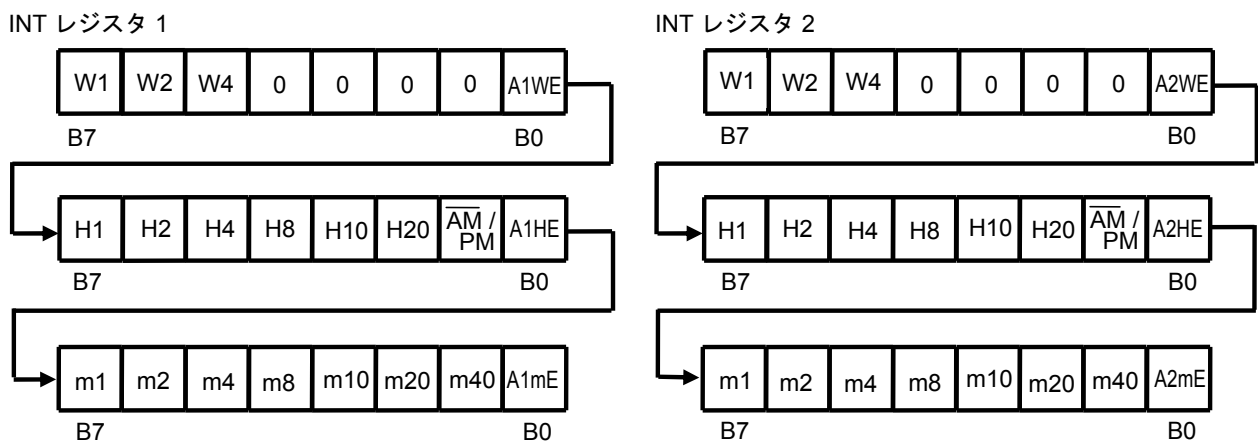 INT レジスタ 1
W1 W2 W4 0 0 0 0 A1WE
B7 B0
H1 H2 H4 H8 H10 H20 AM / PM A1HE
B7 B0
m1 m2 m4 m8 m10 m20 m40 A1mE
B7 B0
INT レジスタ 2
W1 W2 W4 0 0 0 0 A2WE
B7 B0
H1 H2 H4 H8 H10 H20 AM / PM A2HE
B7 B0
m1 m2 m4 m8 m10 m20 m40 A2mE
B7 B0